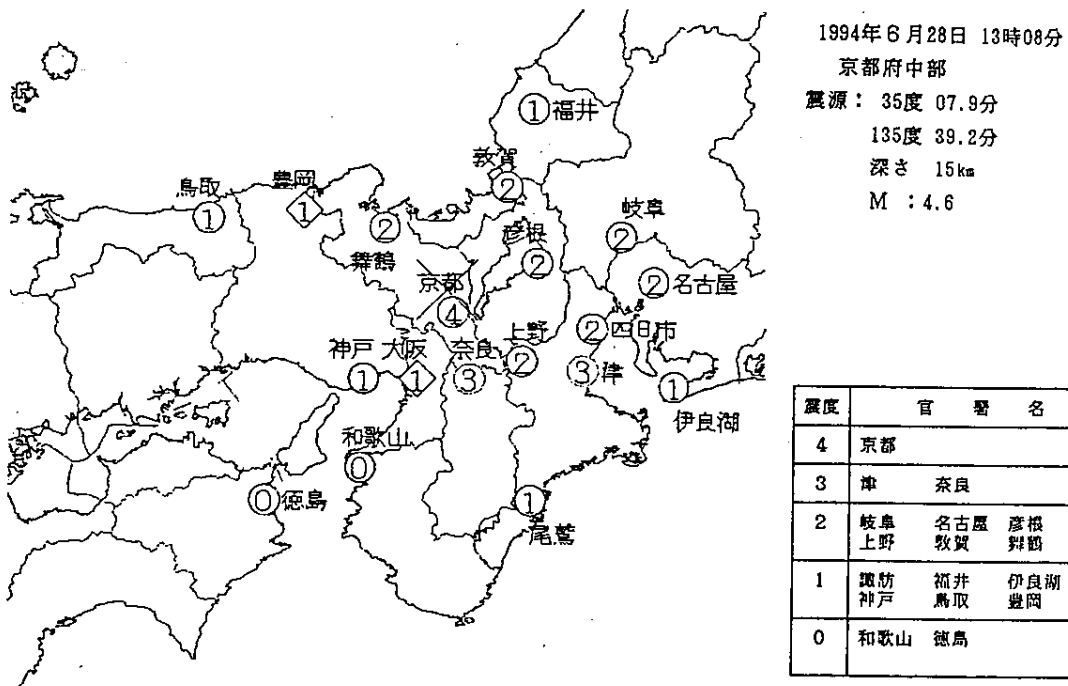 1994年6月28日 13時08分
京都府中部
震源： 35度 07.9分
135度 39.2分
深さ 15km
M ：4.6
1 福井
敦賀
2
鳥取
1
豊岡
1
2
舞鶴
彦根
2
岐阜
2
京都
4
2 名古屋
上野
2
2 四日市
神戸 大阪 奈良
1 1 3
3 津
1
伊良湖
和歌山
0
0 徳島
1
尾鷲
震度 官 署 名
4 京都
3 津 奈良
2 岐阜 名古屋 彦根
上野 敦賀 舞鶴
1 諏訪 福井 伊良湖
神戸 鳥取 豊岡
0 和歌山 徳島